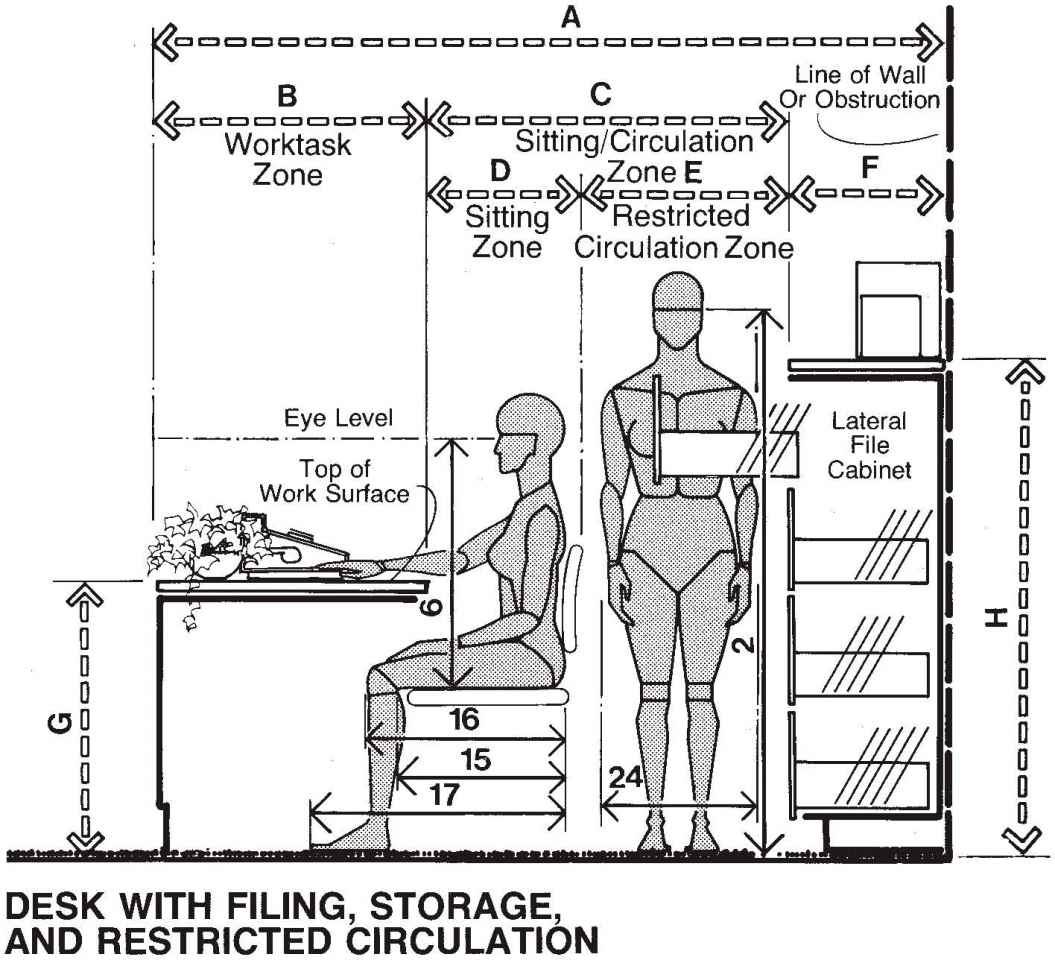 A
Line of Wall
Or Obstruction
B
C
Worktask
Zone
Sitting/Circulation
Zone
D
E
F
Sitting
Zone
Restricted
Circulation Zone
Eye Level
Top of
Work Surface
Lateral
File
Cabinet
6
2
H
G
16
15
17
24
DESK WITH FILING, STORAGE,
AND RESTRICTED CIRCULATION